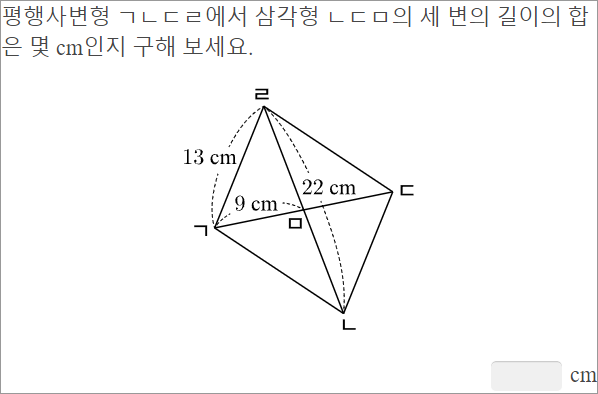 평행사변형 ㄱㄴㄷㄹ에서 삼각형 ㄴㄷㅁ의 세 변의 길이의 합
은 몇 cm인지 구해 보세요.
ㄹ
13 cm
22 cm
ㄷ
9 cm
ㄱ
ㅁ
ㄴ
cm